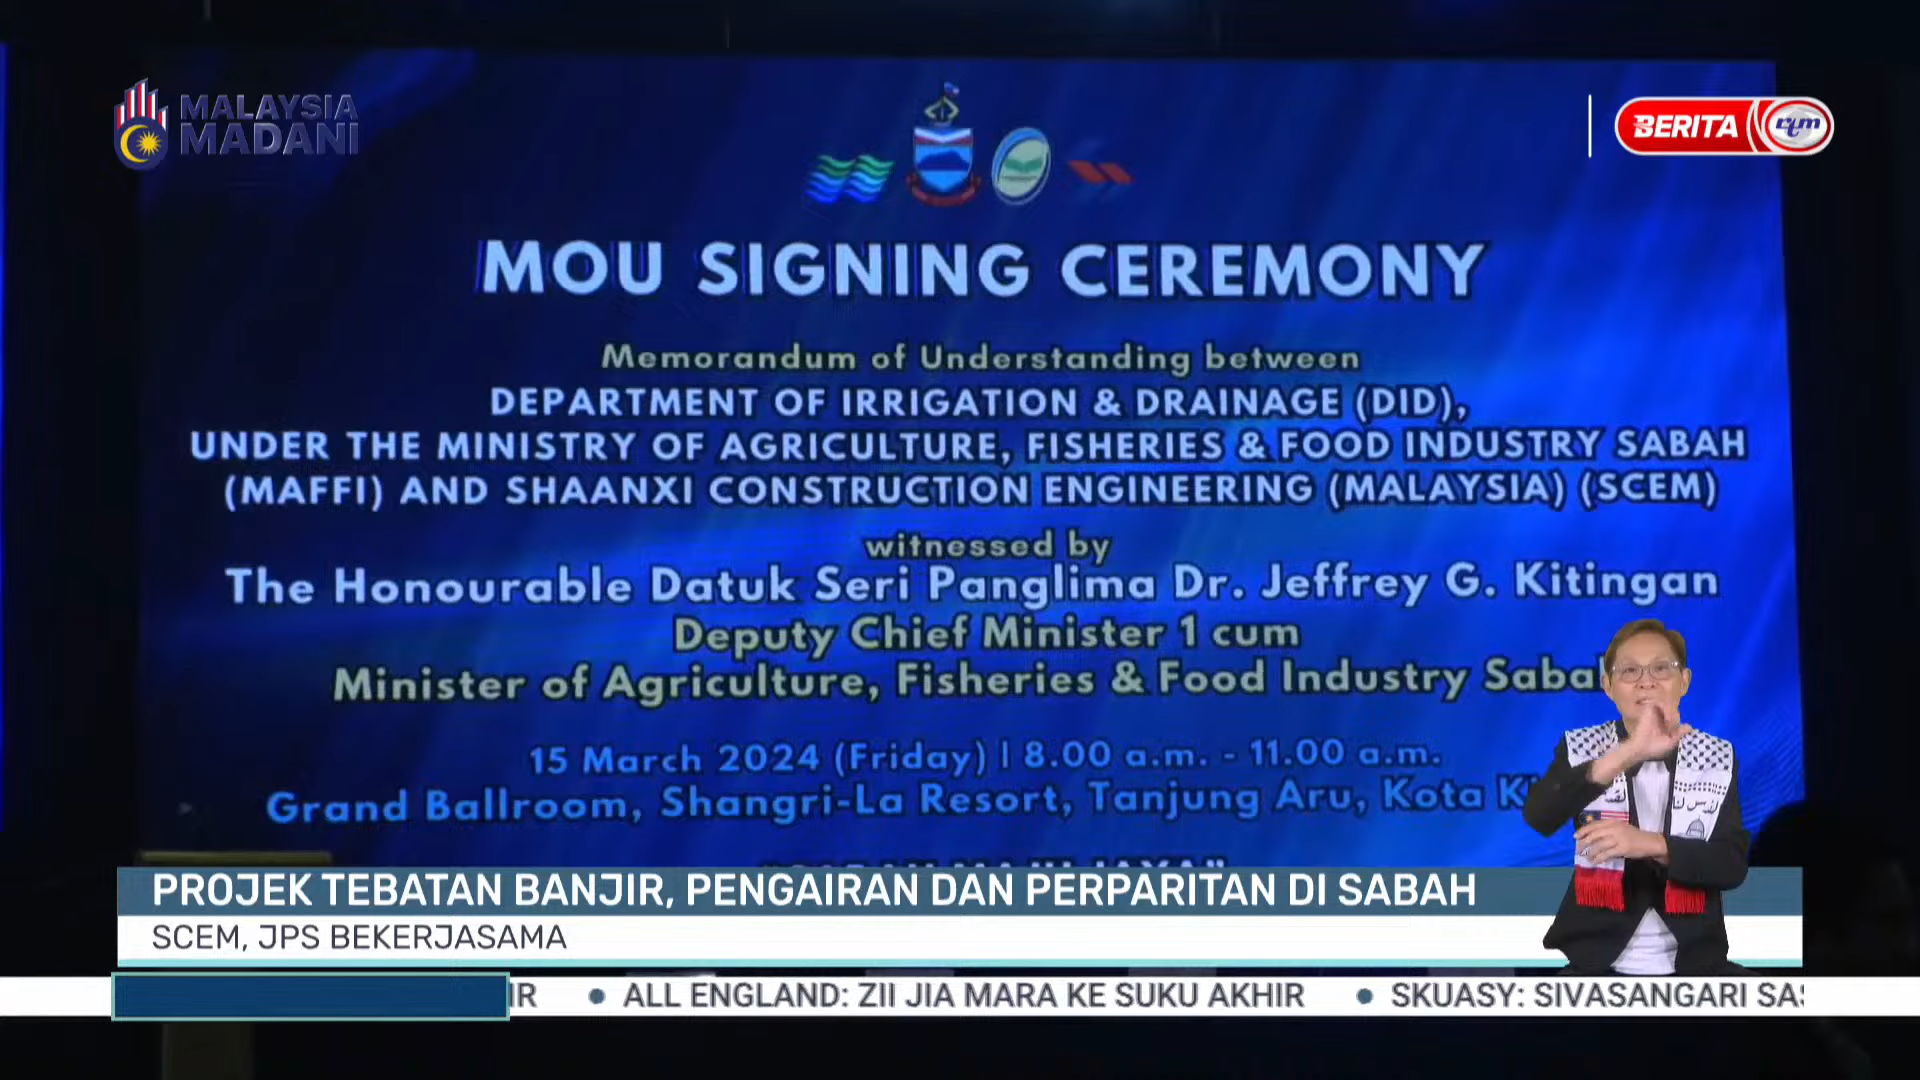 MALAYSIA
MADANI
BERITA rtm
MOU SIGNING CEREMONY
Memorandum of Understanding between
DEPARTMENT OF IRRIGATION & DRAINAGE (DID),
UNDER THE MINISTRY OF AGRICULTURE, FISHERIES & FOOD INDUSTRY SABAH
(MAFFI) AND SHAANXI CONSTRUCTION ENGINEERING (MALAYSIA) (SCEM)
witnessed by
The Honourable Datuk Seri Panglima Dr. Jeffrey G. Kitingan
Deputy Chief Minister 1 cum
Minister of Agriculture, Fisheries & Food Industry Saba
15 March 2024 (Friday) | 8.00 a.m. - 11.00 a.m.
Grand Ballroom, Shangri-La Resort, Tanjung Aru, Kota K
PROJEK TEBATAN BANJIR, PENGAIRAN DAN PERPARITAN DI SABAH
SCEM, JPS BEKERJASAMA
IR • ALL ENGLAND: ZII JIA MARA KE SUKU AKHIR • SKUASY: SIVASANGARI SAS